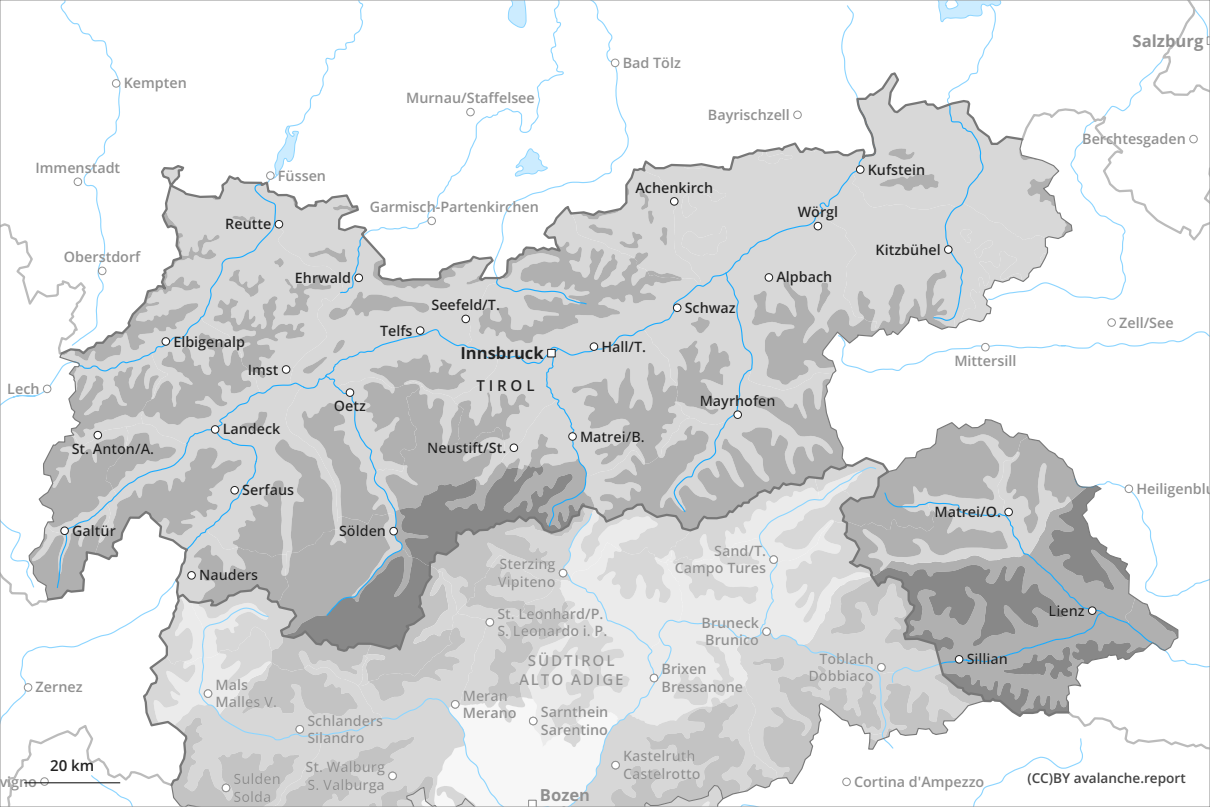 Salzburg
Bad Tölz
Kempten
Murnau/Staffelsee
Bayrischzell
Berchtesgaden
Immenstadt
Füssen
Kufstein
Achenkirch
Garmisch-Partenkirchen
Wörgl
Reutte
Kitzbühel
Oberstdorf
Ehrwald
Alpbach
Seefeld/T.
Schwaz
Zell/See
Telfs
Elbigenalp
Innsbruck
Hall/T.
Mittersill
Imst
TIROL
Lech
Oetz
Mayrhofen
Landeck
Matrei/B.
St. Anton/A.
Neustift/St.
Serfaus
Heiligenblu
Matrei/O.
Galtür
Sölden
Sand/T.
Campo Tures
Sterzing
Vipiteno
Nauders
St. Leonhard/P.
S. Leonardo i. P.
Lienz
Bruneck
Brunico
SÜDTIROL
ALTO ADIGE
Toblach
Dobbiaco
Sillian
Brixen
Bressanone
Zernez
Mals
Malles V.
Meran
Merano
Sarnthein
Sarentino
Schlanders
Silandro
Kastelruth
Castelrotto
20 km
St. Walburg
S. Valburga
vigno
Sulden
Solda
Cortina d'Ampezzo
(CC)BY avalanche.report
Bozen